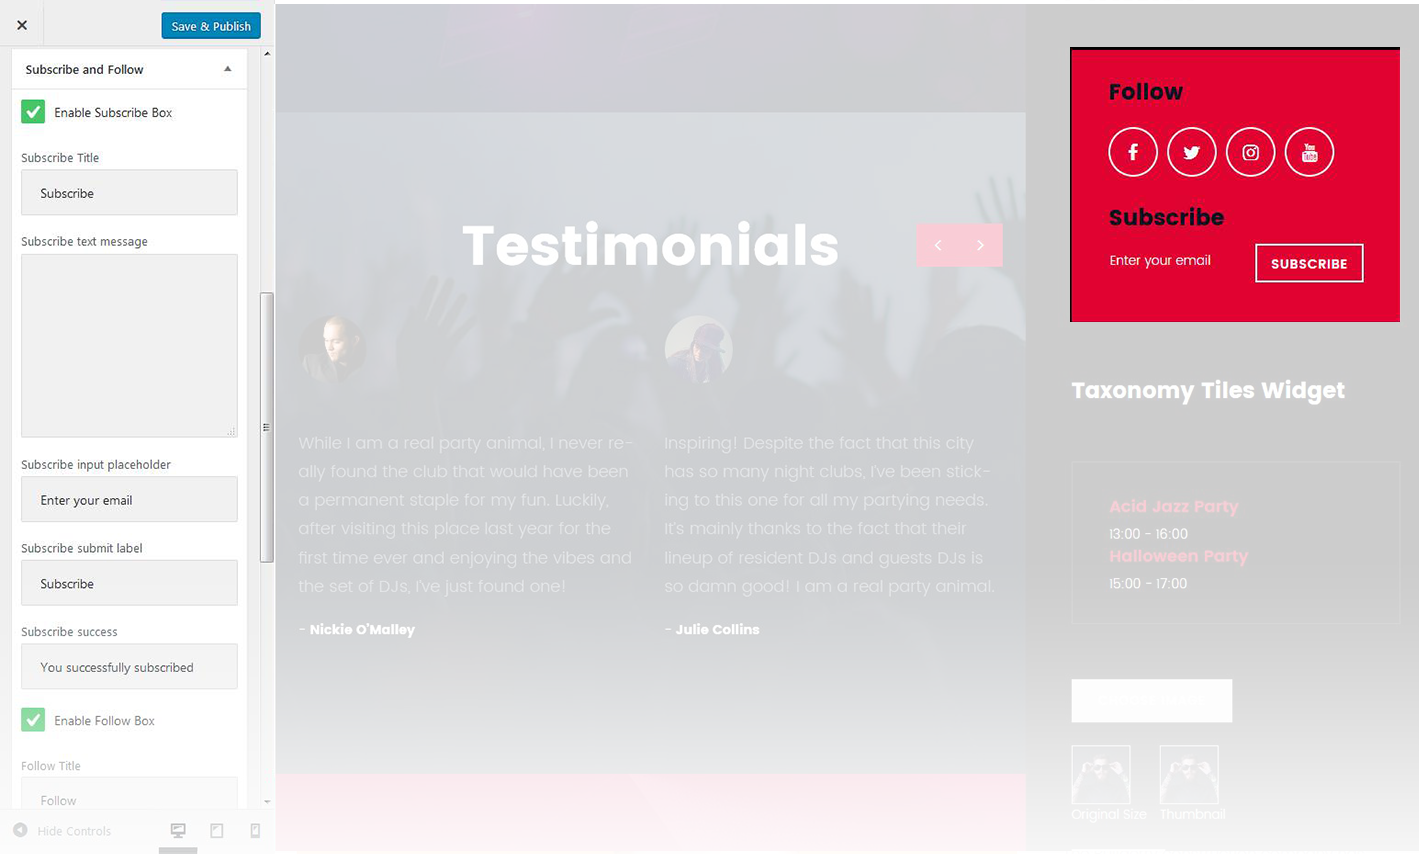 Save & Publish
Subscribe and Follow
Enable Subscribe Box
Subscribe Title
Subscribe
Subscribe text message
Subscribe input placeholder
Enter your email
Subscribe submit label
Subscribe
Subscribe success
You successfully subscribed
Enable Follow Box
Follow Title
Follow
Hide Controls
Testimonials
While I am a real party animal, I never re-
ally found the club that would have been
a permanent staple for my fun. Luckily,
after visiting this place last year for the
first time ever and enjoying the vibes and
the set of DJs, I've just found one!
- Nickie O'Malley
Inspiring! Despite the fact that this city
has so many night clubs, I've been stick-
ing to this one for all my partying needs.
It's mainly thanks to the fact that their
lineup of resident DJs and guests DJs is
so damn good! I am a real party animal.
- Julie Collins
Follow
You
Tube
Subscribe
Enter your email
SUBSCRIBE
Taxonomy Tiles Widget
Acid Jazz Party
13:00 - 16:00
Halloween Party
15:00 - 17:00
Original Size
Thumbnail